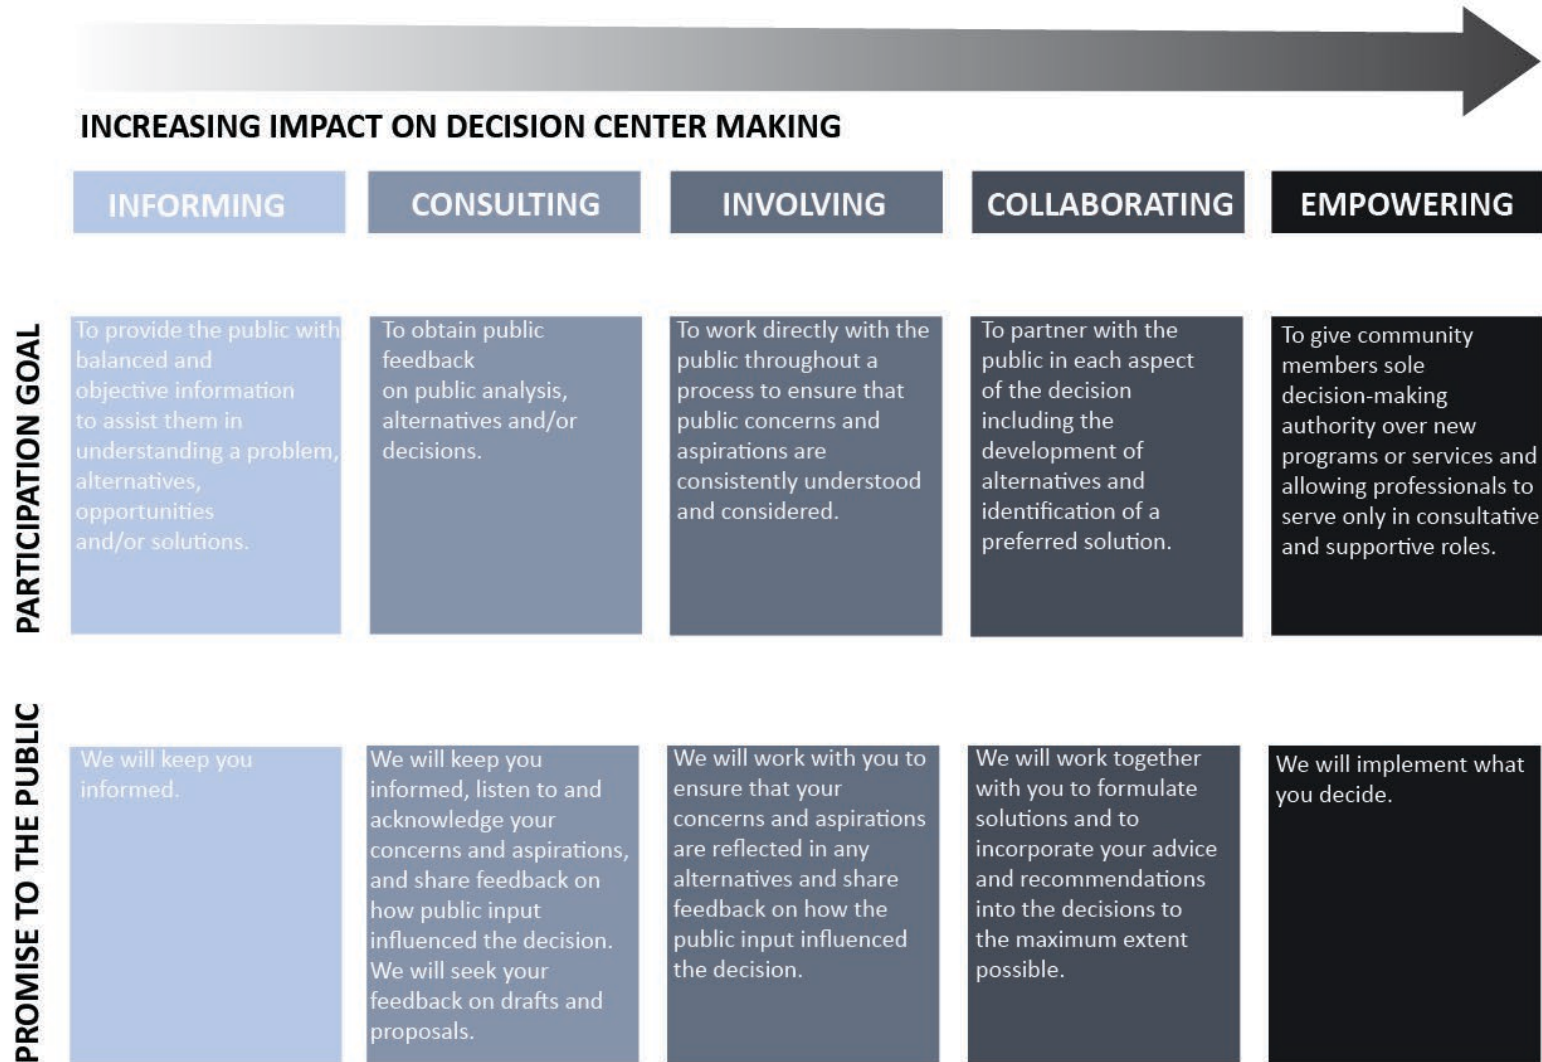 INCREASING IMPACT ON DECISION CENTER MAKING
INFORMING
CONSULTING
INVOLVING
COLLABORATING
EMPOWERING
PARTICIPATION GOAL
To provide the public with
balanced and
objective information
to assist them in
understanding a problem,
alternatives,
opportunities
and/or solutions.
To obtain public
feedback
on public analysis,
alternatives and/or
decisions.
To work directly with the
public throughout a
process to ensure that
public concerns and
aspirations are
consistently understood
and considered.
To partner with the
public in each aspect
of the decision
including the
development of
alternatives and
identification of a
preferred solution.
To give community
members sole
decision-making
authority over new
programs or services and
allowing professionals to
serve only in consultative
and supportive roles.
PROMISE TO THE PUBLIC
We will keep you
informed.
We will keep you
informed, listen to and
acknowledge your
concerns and aspirations,
and share feedback on
how public input
influenced the decision.
We will seek your
feedback on drafts and
proposals.
We will work with you to
ensure that your
concerns and aspirations
are reflected in any
alternatives and share
feedback on how the
public input influenced
the decision.
We will work together
with you to formulate
solutions and to
incorporate your advice
and recommendations
into the decisions to
the maximum extent
possible.
We will implement what
you decide.